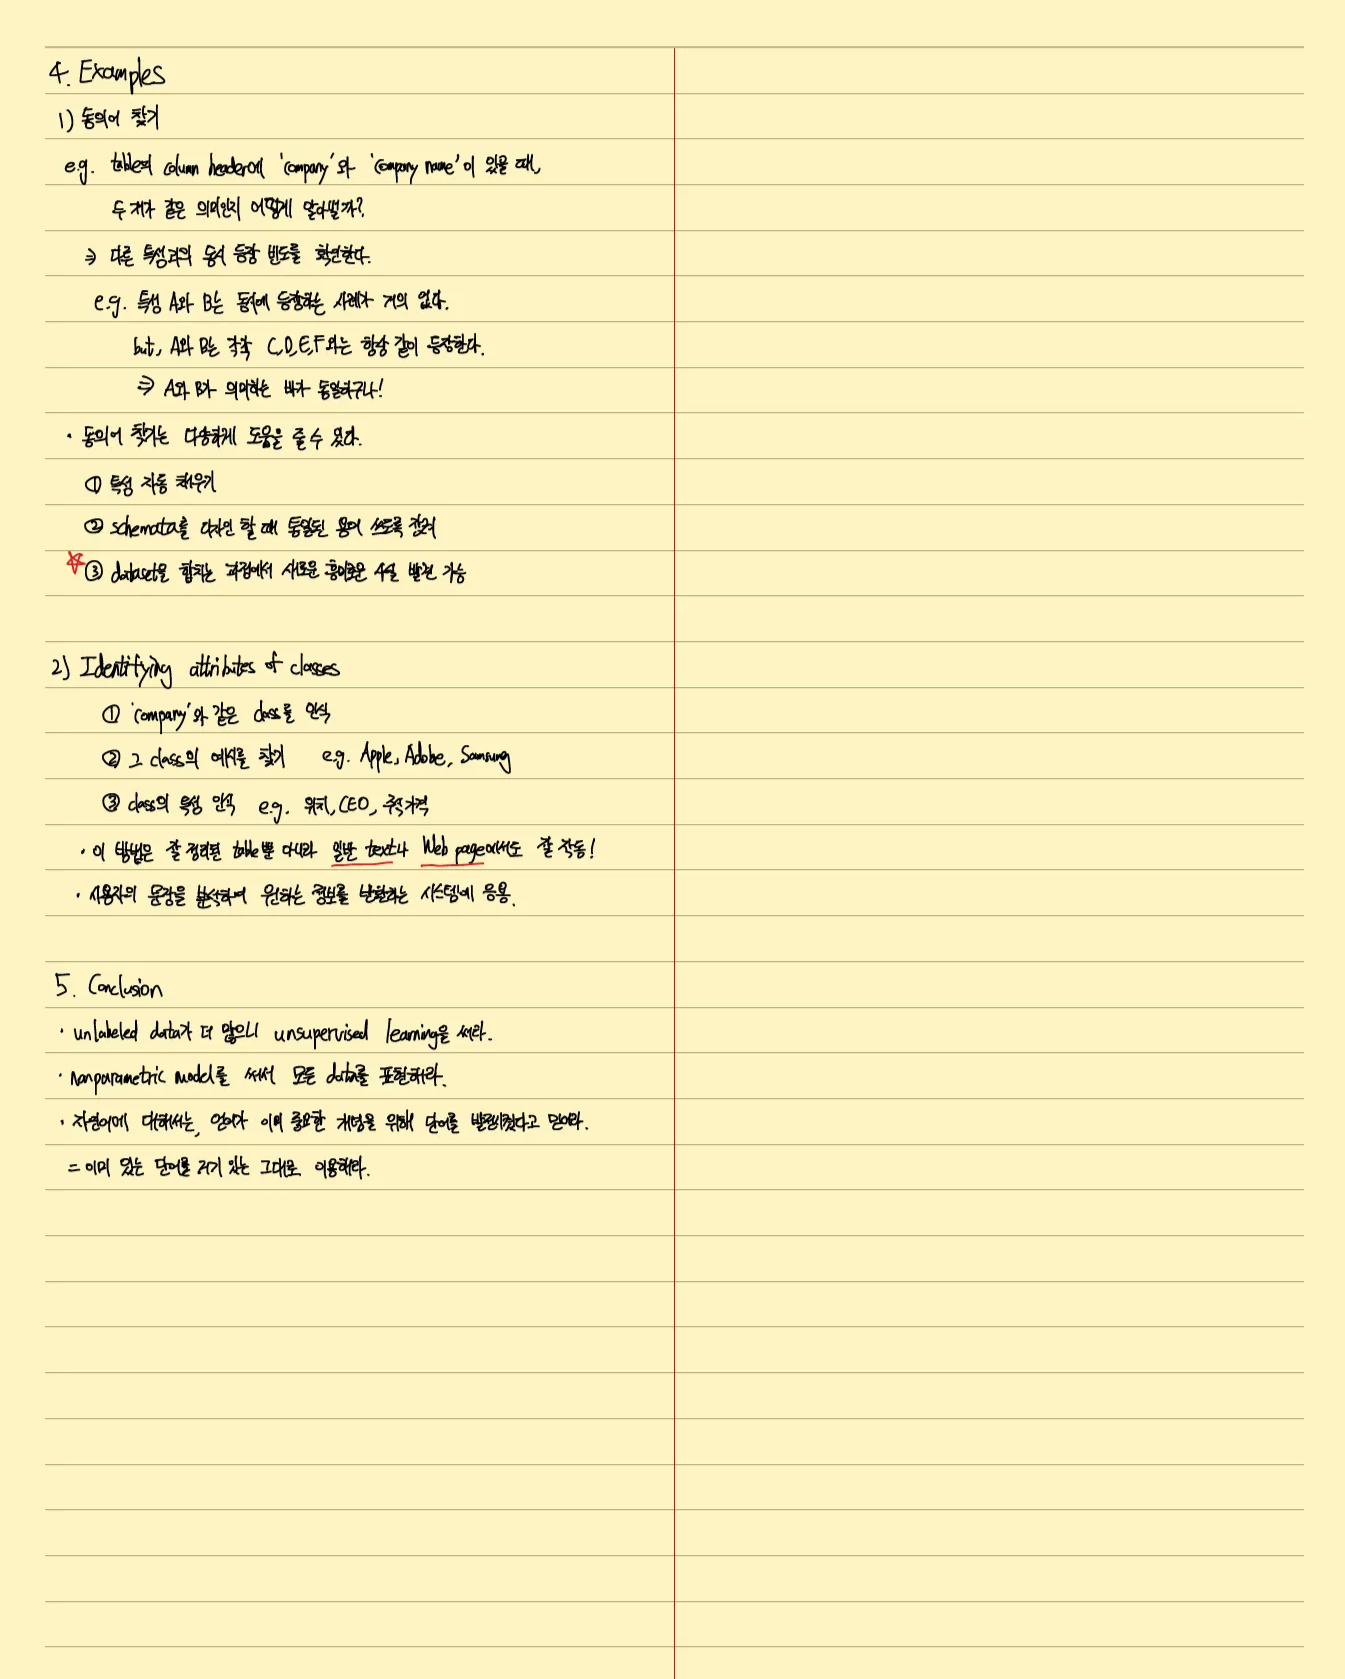 4. Examples
1) 동의어 찾기
e.g. table의 column header에 'company'와 'company name'이 있을 때,
두 개가 같은 의미인지 어떻게 알아낼까?
⇒ 다른 특성과의 동시 등장 빈도를 확인한다.
e.g. 특성 A와 B는 동시에 등장하는 사례가 거의 없다.
but, A와 B는 각각 C,D,E,F와는 항상 같이 등장한다.
⇒ A와 B가 의미하는 바가 동일하구나!
· 동의어 찾기는 다양하게 도움을 줄 수 있다.
① 특성 자동 채우기
② schemata를 디자인 할 때 통일된 용어 쓰도록 격려
☆③ dataset을 합치는 과정에서 새로운 흥미로운 사실 발견 가능
2) Identifying attributes of classes
① 'company'와 같은 class를 인식
② 그 class의 예시를 찾기 e.g. Apple, Adobe, Samsung
③ class의 특성 인식 e.g. 위치, CEO, 주식가격
· 이 방법은 잘 정리된 table뿐 아니라 일반 text나 Web page에서도 잘 작동!
· 사용자의 문장을 분석하여 원하는 정보를 반환하는 시스템에 응용.
5. Conclusion
· unlabeled data가 더 많으니 unsupervised learning을 써라.
· nonparametric model를 써서 모든 data를 표현해라.
· 자연어에 대해서는, 언어가 이미 중요한 개념을 위해 단어를 발전시켰다고 믿어라.
= 이미 있는 단어를 거기 있는 그대로 이용해라.